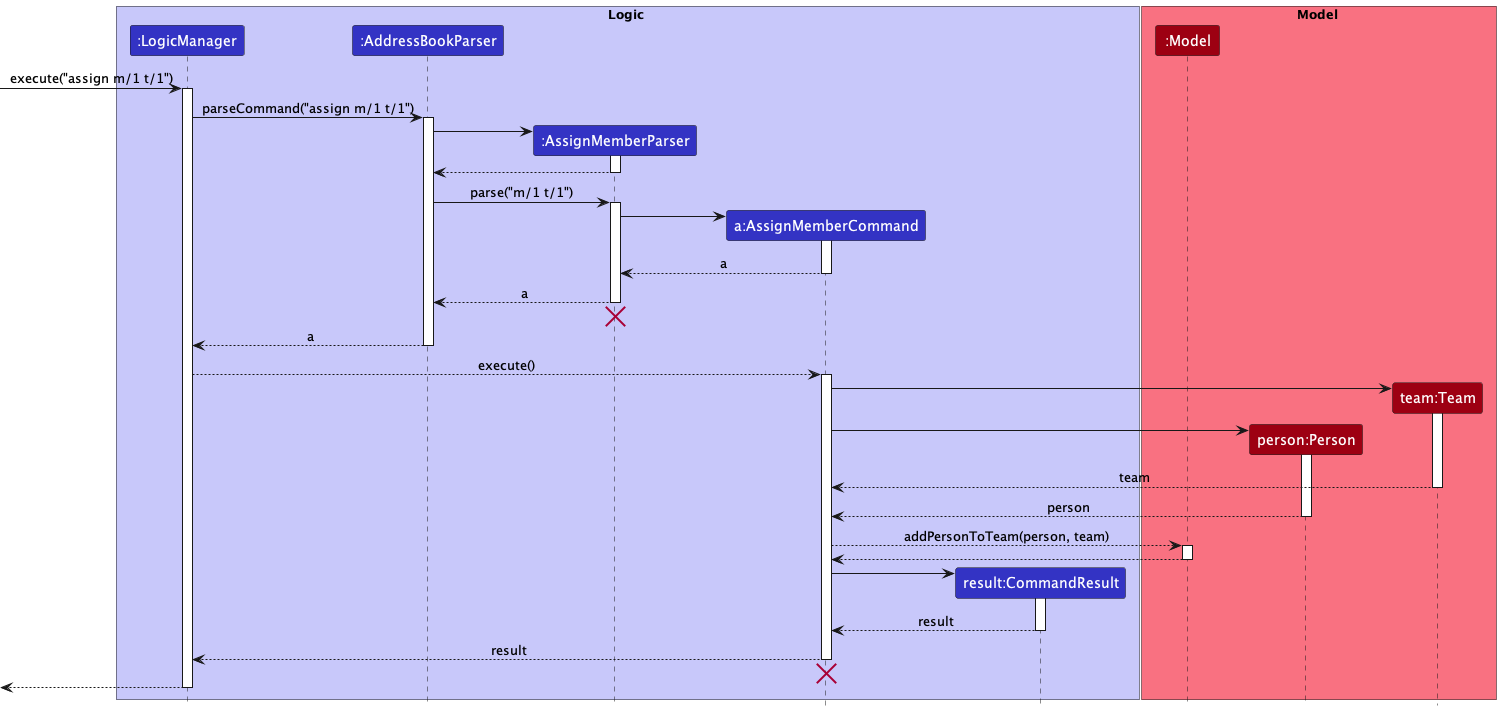 Logic
Model
:LogicManager
:AddressBookParser
:Model
execute("assign m/1 t/1")
parseCommand("assign m/1 t/1")
:AssignMemberParser
parse("m/1 t/1")
a:AssignMemberCommand
a
a
a
execute()
team:Team
person:Person
team
person
addPersonToTeam(person, team)
result:CommandResult
result
result